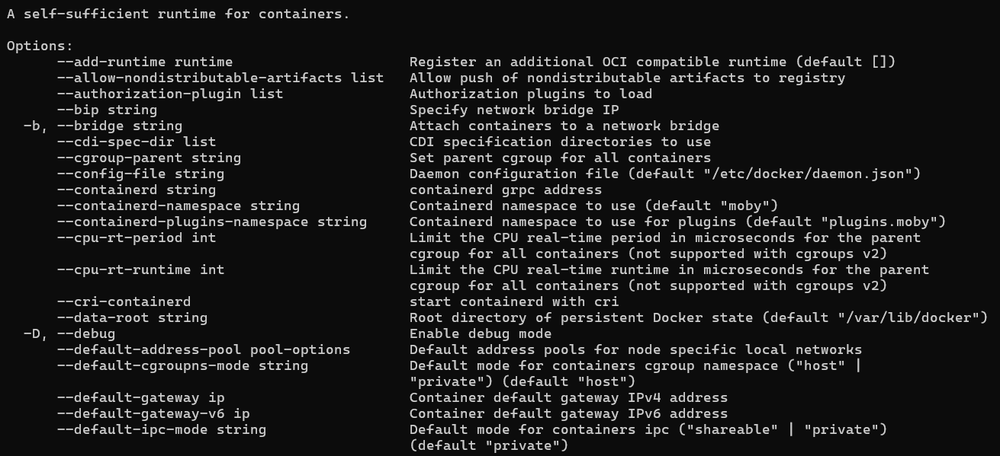 A self-sufficient runtime for containers.

Options:
      --add-runtime runtime                     Register an additional OCI compatible runtime (default [])
      --allow-nondistributable-artifacts list   Allow push of nondistributable artifacts to registry
      --authorization-plugin list               Authorization plugins to load
      --bip string                              Specify network bridge IP
  -b, --bridge string                           Attach containers to a network bridge
      --cdi-spec-dir list                       CDI specification directories to use
      --cgroup-parent string                    Set parent cgroup for all containers
      --config-file string                      Daemon configuration file (default "/etc/docker/daemon.json")
      --containerd string                       containerd grpc address
      --containerd-namespace string             Containerd namespace to use (default "moby")
      --containerd-plugins-namespace string     Containerd namespace to use for plugins (default "plugins.moby")
      --cpu-rt-period int                       Limit the CPU real-time period in microseconds for the parent
                                                cgroup for all containers (not supported with cgroups v2)
      --cpu-rt-runtime int                      Limit the CPU real-time runtime in microseconds for the parent
                                                cgroup for all containers (not supported with cgroups v2)
      --cri-containerd                          start containerd with cri
      --data-root string                        Root directory of persistent Docker state (default "/var/lib/docker")
  -D, --debug                                   Enable debug mode
      --default-address-pool pool-options       Default address pools for node specific local networks
      --default-cgroupns-mode string            Default mode for containers cgroup namespace ("host" |
                                                "private") (default "host")
      --default-gateway ip                      Container default gateway IPv4 address
      --default-gateway-v6 ip                   Container default gateway IPv6 address
      --default-ipc-mode string                 Default mode for containers ipc ("shareable" | "private")
                                                (default "private")